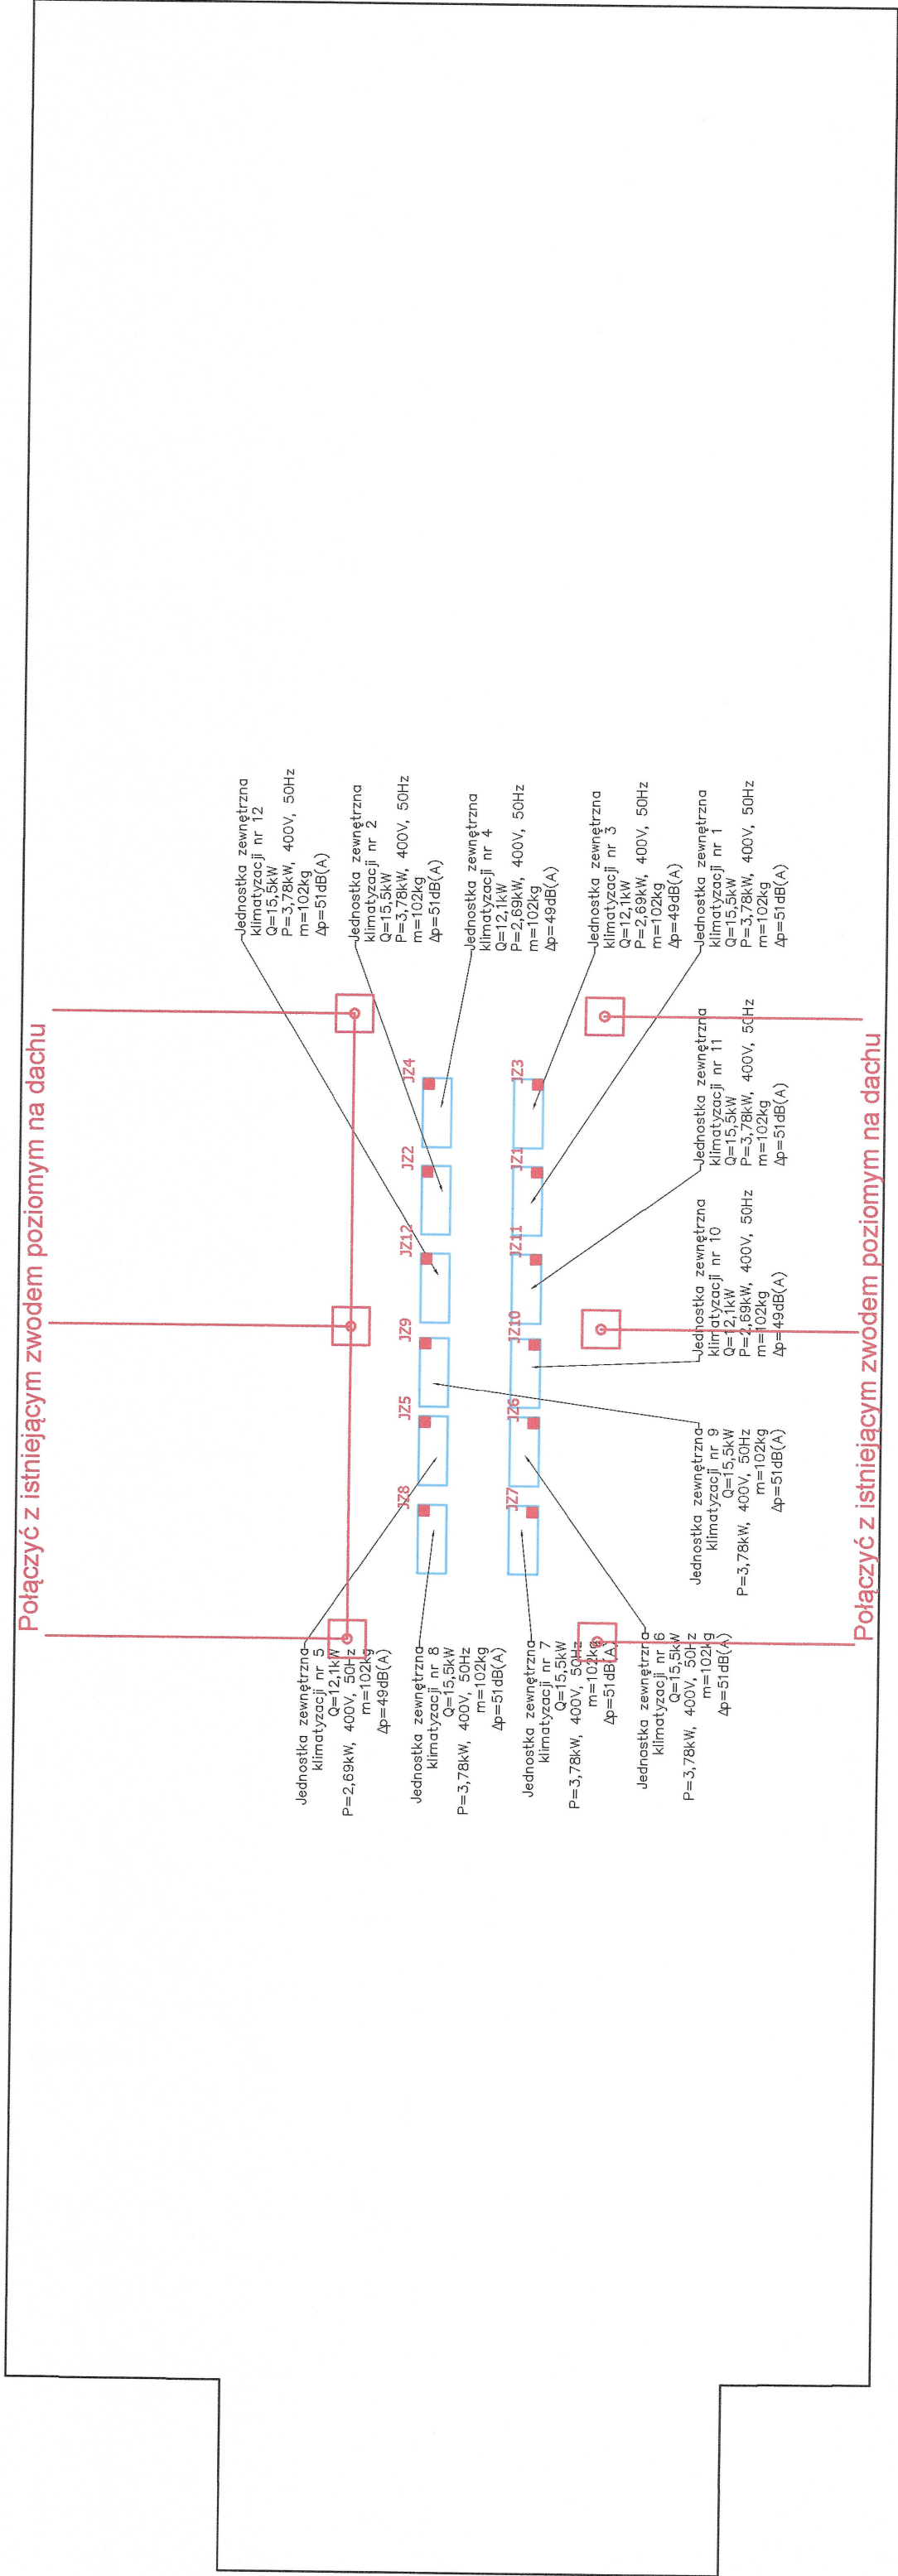 Połączyć z istniejącym zwodem poziomym na dachu
Jednostka zewnętrzna
klimatyzacji nr 12
Q=15,5kW
P=3,78kW, 400V, 50Hz
m=102kg
Δp=51dB(A)
Jednostka zewnętrzna
klimatyzacji nr 2
Q=15,5kW
P=3,78kW, 400V, 50Hz
m=102kg
Δp=51dB(A)
Jednostka zewnętrzna
klimatyzacji nr 4
Q=12,1kW
P=2,69kW, 400V, 50Hz
m=102kg
Δp=49dB(A)
Jednostka zewnętrzna
klimatyzacji nr 3
Q=12,1kW
P=2,69kW, 400V, 50Hz
m=102kg
Δp=49dB(A)
Jednostka zewnętrzna
klimatyzacji nr 1
Q=15,5kW
P=3,78kW, 400V, 50Hz
m=102kg
Δp=51dB(A)
Jednostka zewnętrzna
klimatyzacji nr 11
Q=15,5kW
P=3,78kW, 400V, 50Hz
m=102kg
Δp=51dB(A)
Jednostka zewnętrzna
klimatyzacji nr 10
Q=12,1kW
P=2,69kW, 400V, 50Hz
m=102kg
Δp=49dB(A)
Jednostka zewnętrzna
klimatyzacji nr 9
Q=15,5kW
P=3,78kW, 400V, 50Hz
m=102kg
Δp=51dB(A)
JZ8
JZ5
JZ9
JZ12
JZ2
JZ4
JZ7
JZ6
JZ10
JZ11
JZ1
JZ3
Jednostka zewnętrzna
klimatyzacji nr 5
Q=12,1kW
P=2,69kW, 400V, 50Hz
m=102kg
Δp=49dB(A)
Jednostka zewnętrzna
klimatyzacji nr 8
Q=15,5kW
P=3,78kW, 400V, 50Hz
m=102kg
Δp=51dB(A)
Jednostka zewnętrzna
klimatyzacji nr 7
Q=15,5kW
P=3,78kW, 400V, 50Hz
m=102kg
Δp=51dB(A)
Jednostka zewnętrzna
klimatyzacji nr 6
Q=15,5kW
P=3,78kW, 400V, 50Hz
m=102kg
Δp=51dB(A)
Połączyć z istniejącym zwodem poziomym na dachu